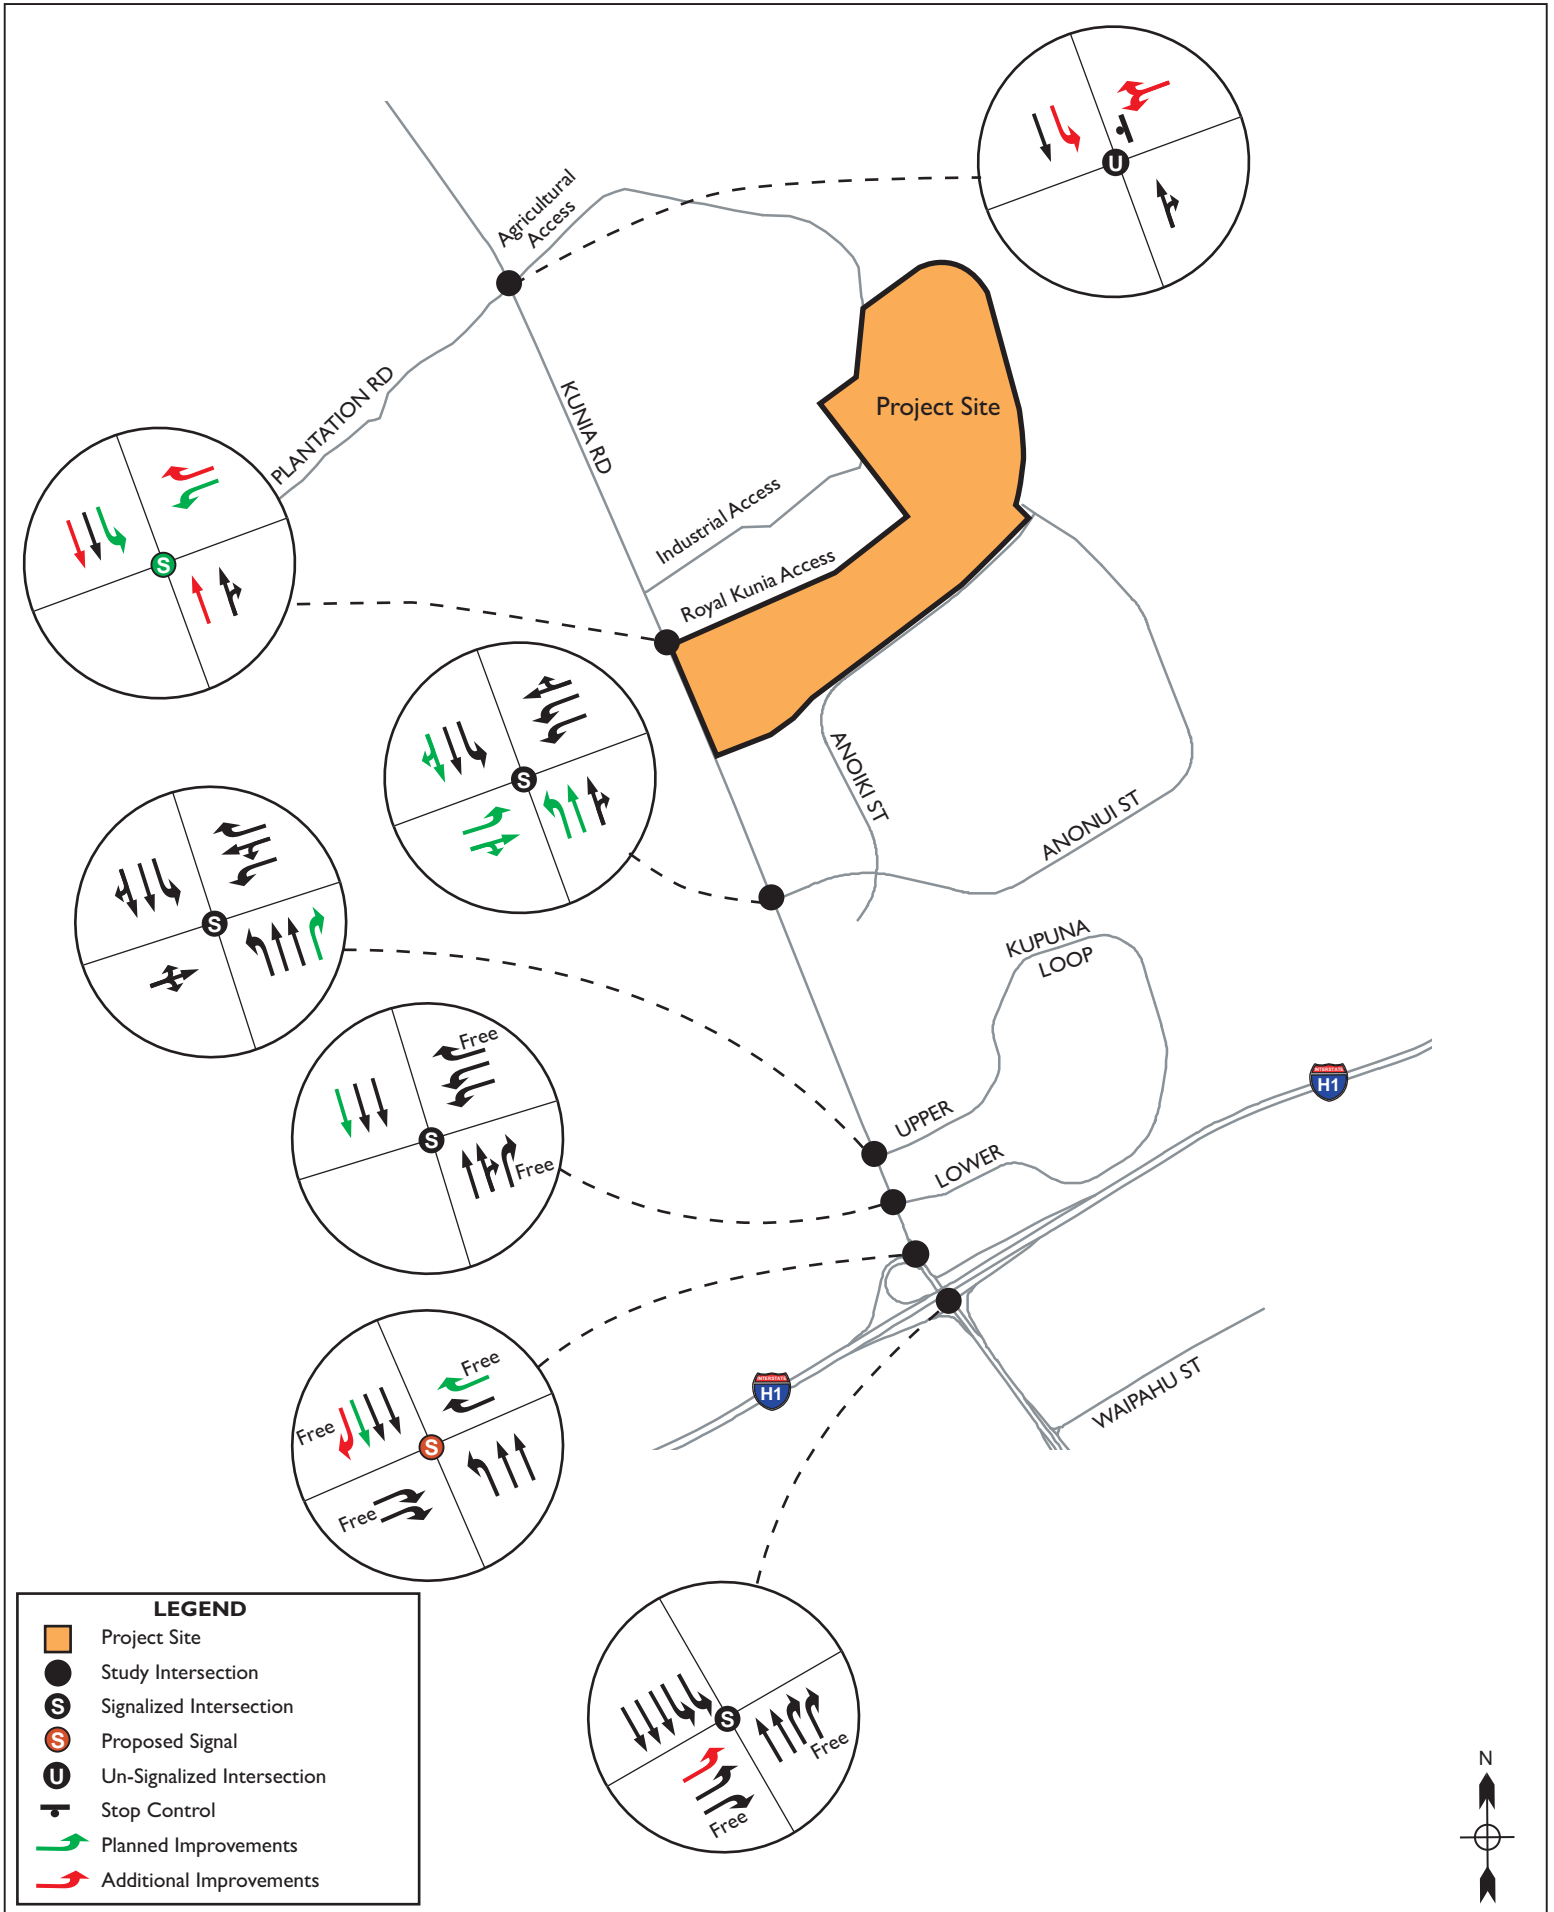 U
Agricultural
Access
PLANTATION RD
KUNIA RD
Project Site
Industrial Access
Royal Kunia Access
S
S
ANOIKI ST
ANONUI ST
S
KUPUNA
LOOP
Free
S
Free
UPPER
LOWER
INTERSTATE
H1
Free
Free
S
Free
INTERSTATE
H1
WAIPAHU ST
S
Free
Free
LEGEND
Project Site
Study Intersection
S Signalized Intersection
S Proposed Signal
U Un-Signalized Intersection
Stop Control
Planned Improvements
Additional Improvements
N